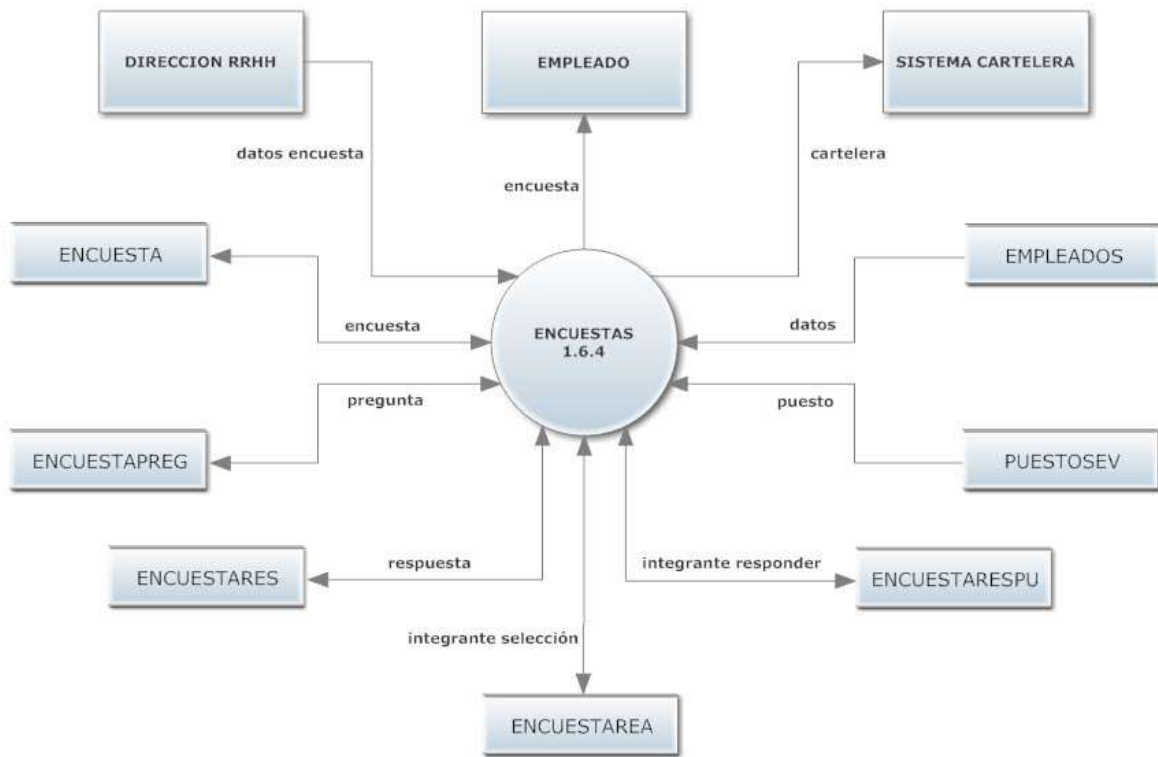 DIRECCION RRHH
EMPLEADO
SISTEMA CARTELERA
datos encuesta
encuesta
cartelera
ENCUESTA
EMPLEADOS
encuesta
ENCUESTAS
1.6.4
datos
pregunta
puesto
ENCUESTAPREG
PUESTOSEV
respuesta
integrante responder
ENCUESTARES
ENCUESTARESPU
integrante selección
ENCUESTAREA